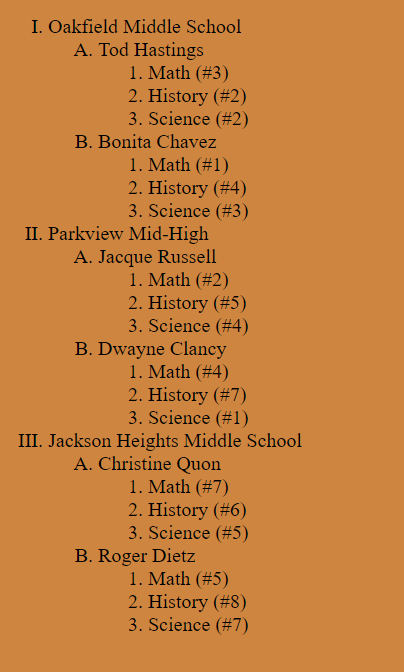 I. Oakfield Middle School
A. Tod Hastings
1. Math (#3)
2. History (#2)
3. Science (#2)
B. Bonita Chavez
1. Math (#1)
2. History (#4)
3. Science (#3)
II. Parkview Mid-High
A. Jacque Russell
1. Math (#2)
2. History (#5)
3. Science (#4)
B. Dwayne Clancy
1. Math (#4)
2. History (#7)
3. Science (#1)
III. Jackson Heights Middle School
A. Christine Quon
1. Math (#7)
2. History (#6)
3. Science (#5)
B. Roger Dietz
1. Math (#5)
2. History (#8)
3. Science (#7)